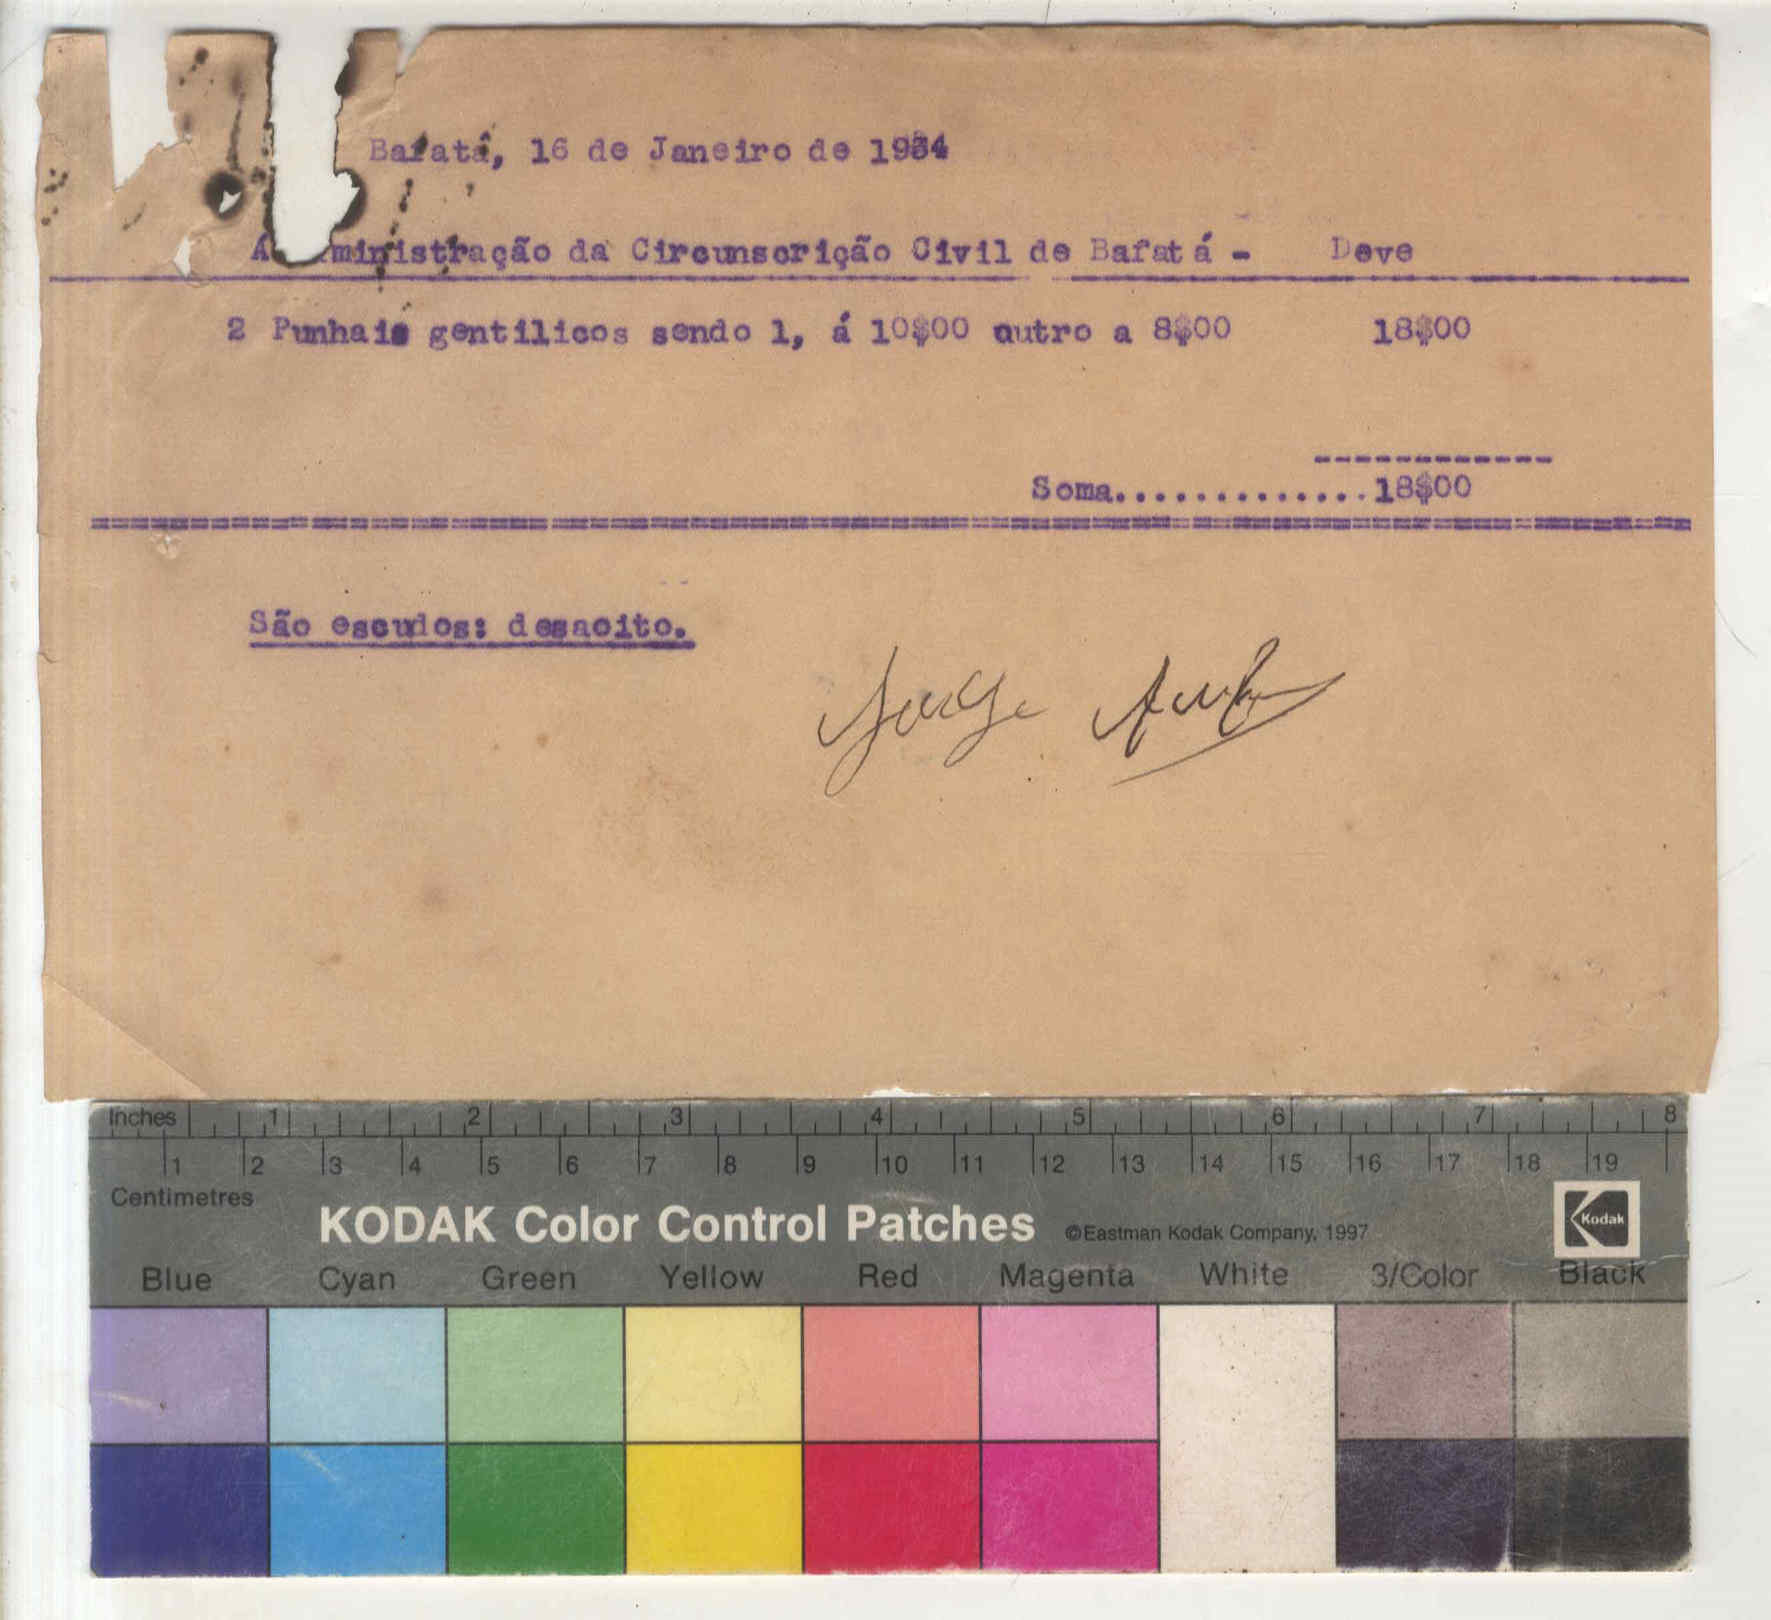 Bafatá, 16 de Janeiro de 1934
A ministração da Circunscrição Civil de Bafatá - Deve
2 Punhais gentilicos sendo 1, á 10$00 outro a 8$00 18$00
------------
Soma.............18$00
São escudos: desaoito.
Jorge
Inches 1 2 3 4 5 6 7 8
1 2 3 4 5 6 7 8 9 10 11 12 13 14 15 16 17 18 19
Centimetres
KODAK Color Control Patches ©Eastman Kodak Company, 1997 Kodak
Blue Cyan Green Yellow Red Magenta White 3/Color Black